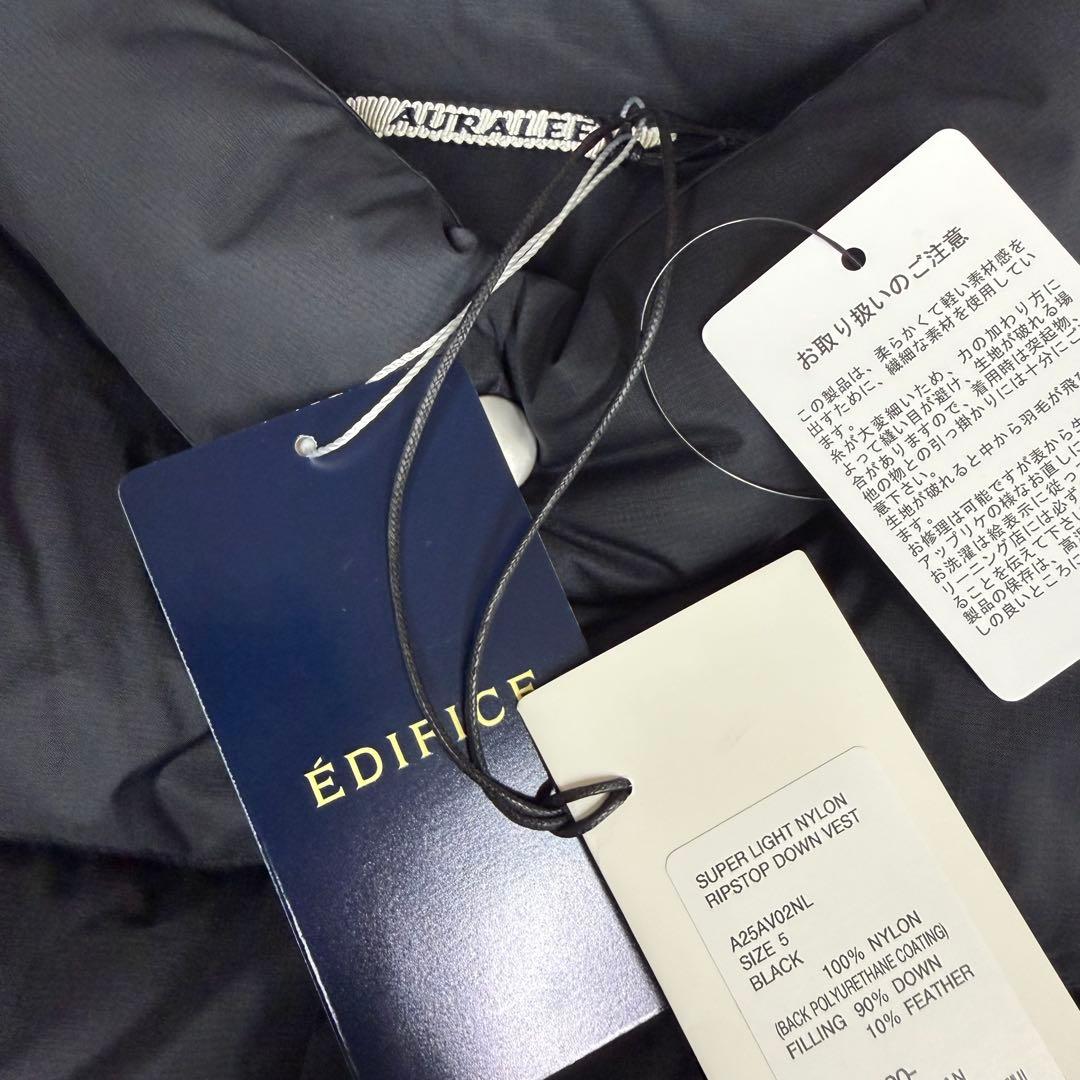 AURALEE
お取り扱いのご注意
この製品は、柔らかくて軽い素材感を
出すために、繊細な素材を使用してい
ます。
糸が大変細いため、力の加わり方に
よって縫い目が避け、生地が破れる場
合がありますので、着用時は突起物、
他の物との引っ掛かりには十分にご
意下さい。
生地が破れると中から羽毛が飛
ます。
お修理は可能ですが表から生
アップリケの様なお直しに
お洗濯は絵表示に従っ
リーニング店には必ず
ることを伝えて下さ
製品の保存は、高温
しの良いところに
ÉDIFICE
SUPER LIGHT NYLON
RIPSTOP DOWN VEST
A25AV02NL
SIZE 5
BLACK
100% NYLON
(BACK POLYURETHANE COATING)
FILLING 90% DOWN
10% FEATHER